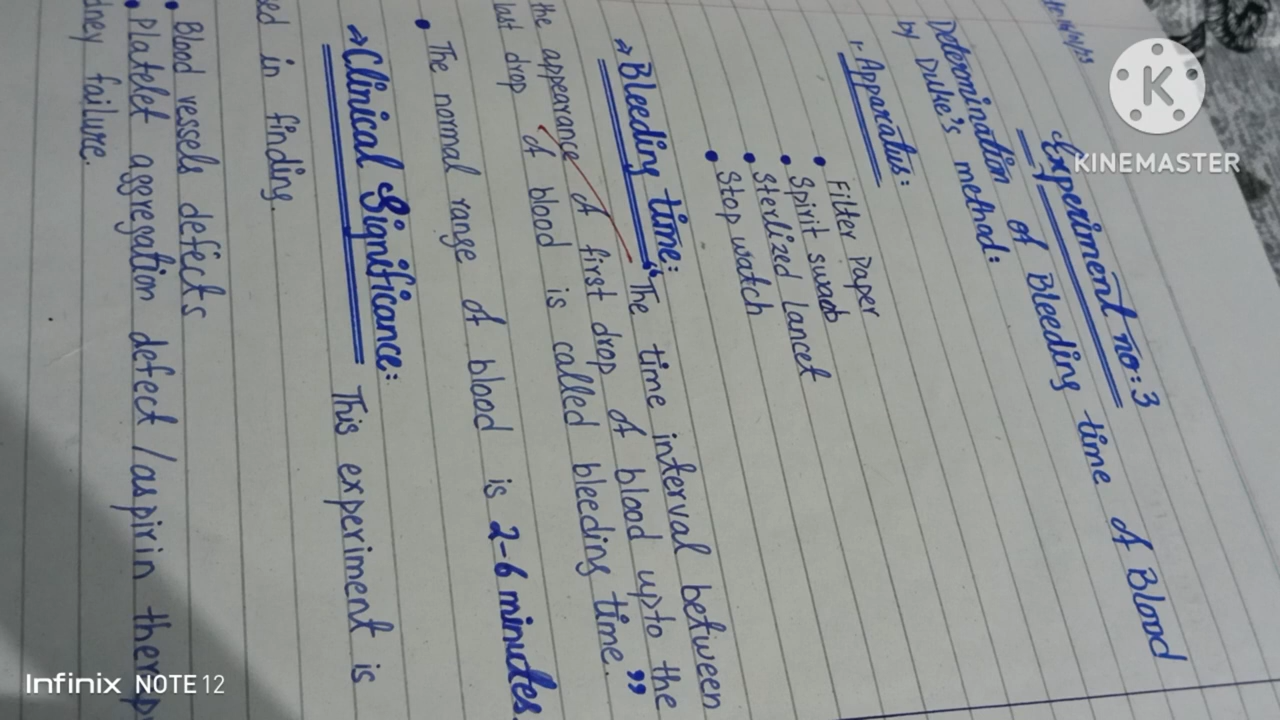 Experiment no: 3
Determination of Bleeding time of Blood
by Duke's method:
Apparatus:
• Filter Paper
• Spirit swab
• Sterlized lancet
• Stop watch
→ Bleeding time: "The time interval between
the appearance of first drop of blood upto the
last drop of blood is called bleeding time."
• The normal range of blood is 2-6 minutes.
→ Clinical Significance: This experiment is
ed in finding.
• Blood vessels defects
• Platelet aggregation defect /aspirin therap
dney failure.
KINEMASTER
Infinix NOTE 12